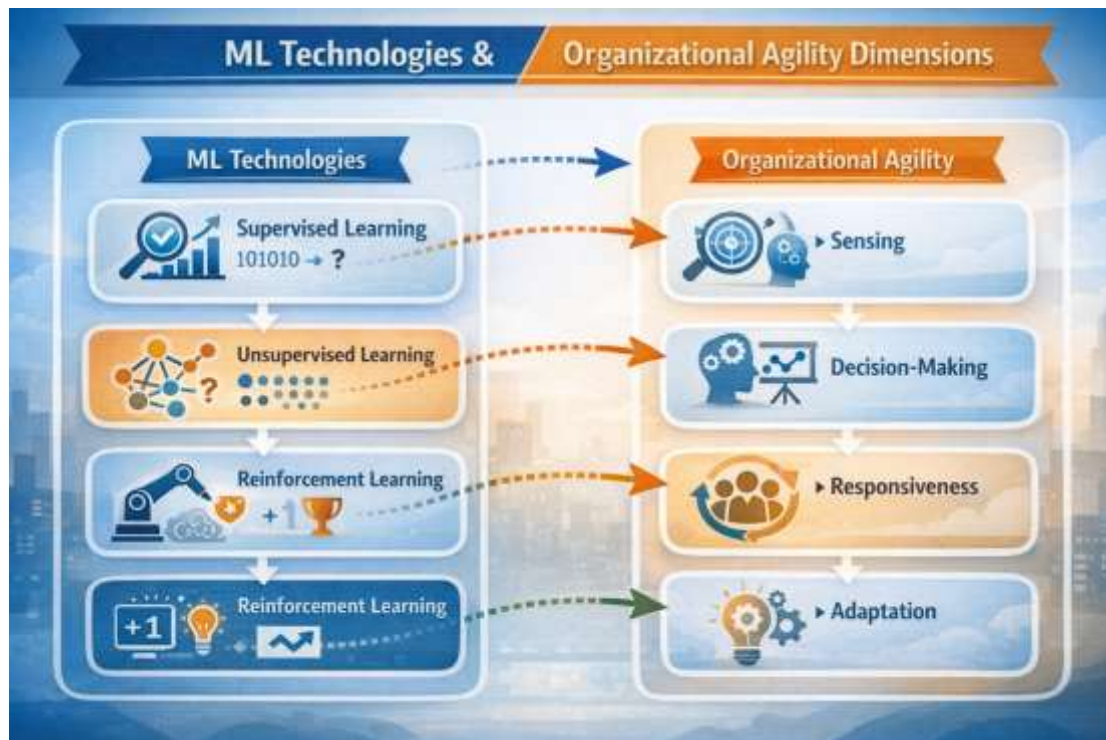 ML Technologies & Organizational Agility Dimensions
ML Technologies
Supervised Learning
101010 → ?
Unsupervised Learning
?
Reinforcement Learning
+1
Reinforcement Learning
+1
Organizational Agility
▸ Sensing
Decision-Making
▸ Responsiveness
▸ Adaptation